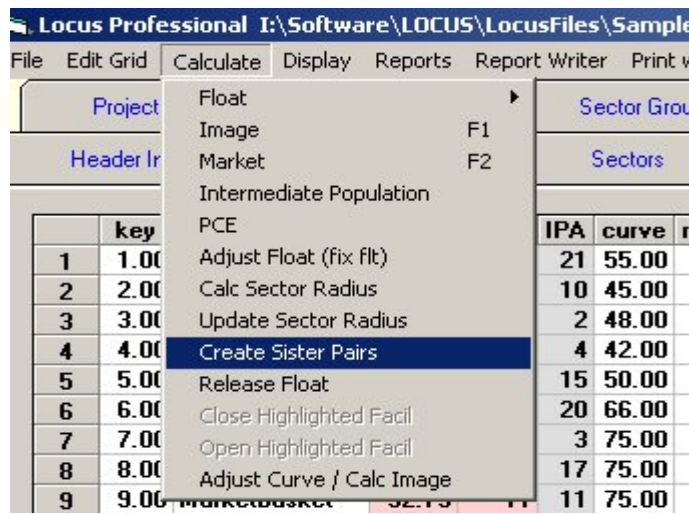 Locus Professional I:\Software\LOCUS\LocusFiles\Sample
File Edit Grid Calculate Display Reports Report Writer Print
Project
Sector
Header
Sectors
Float
Image F1
Market F2
Intermediate Population
PCE
Adjust Float (fix flt)
Calc Sector Radius
Update Sector Radius
Create Sister Pairs
Release Float
Close Highlighted Facil
Open Highlighted Facil
Adjust Curve / Calc Image
key IPA curve
1 1.00 21 55.00
2 2.00 10 45.00
3 3.00 2 48.00
4 4.00 4 42.00
5 5.00 15 50.00
6 6.00 20 66.00
7 7.00 3 75.00
8 8.00 17 75.00
9 9.00 Marketbasket 11 75.00